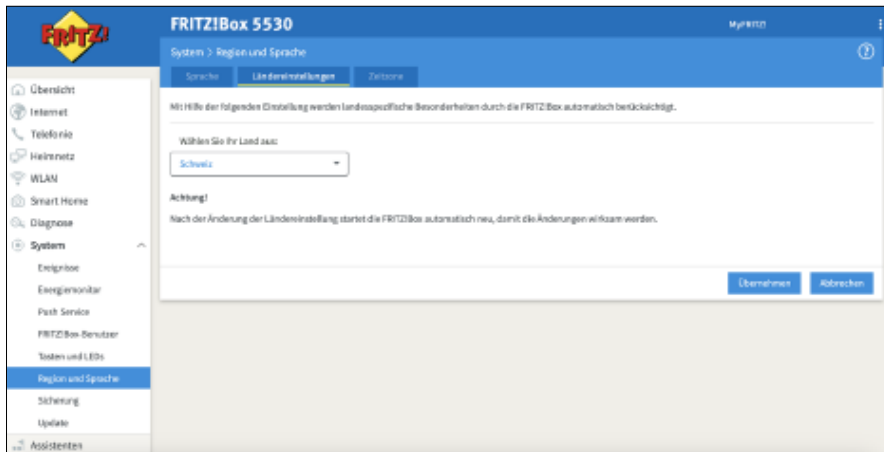 FRITZ!
FRITZ!Box 5530
MyFRITZ!
System > Region und Sprache
Sprache
Ländereinstellungen
Zeitzone
Übersicht
Internet
Telefonie
Heimnetz
WLAN
Smart Home
Diagnose
System
Ereignisse
Energiemonitor
Push Service
FRITZ!Box-Benutzer
Tasten und LEDs
Region und Sprache
Sicherung
Update
Assistenten
Mit Hilfe der folgenden Einstellung werden landesspezifische Besonderheiten durch die FRITZ!Box automatisch berücksichtigt.
Wählen Sie Ihr Land aus:
Schweiz
Achtung!
Nach der Änderung der Ländereinstellung startet die FRITZ!Box automatisch neu, damit die Änderungen wirksam werden.
Übernehmen
Abbrechen